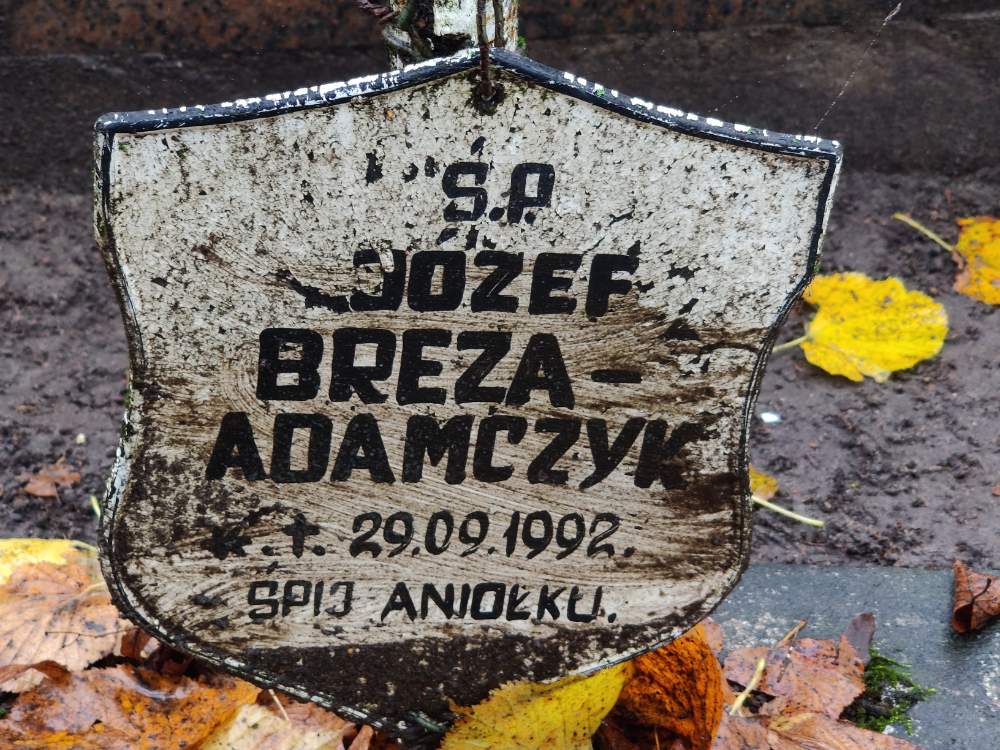 Ś.P.
JÓZEF
BREZA-
ADAMCZYK
29.09.1992.
ŚPIJ ANIOŁKU.